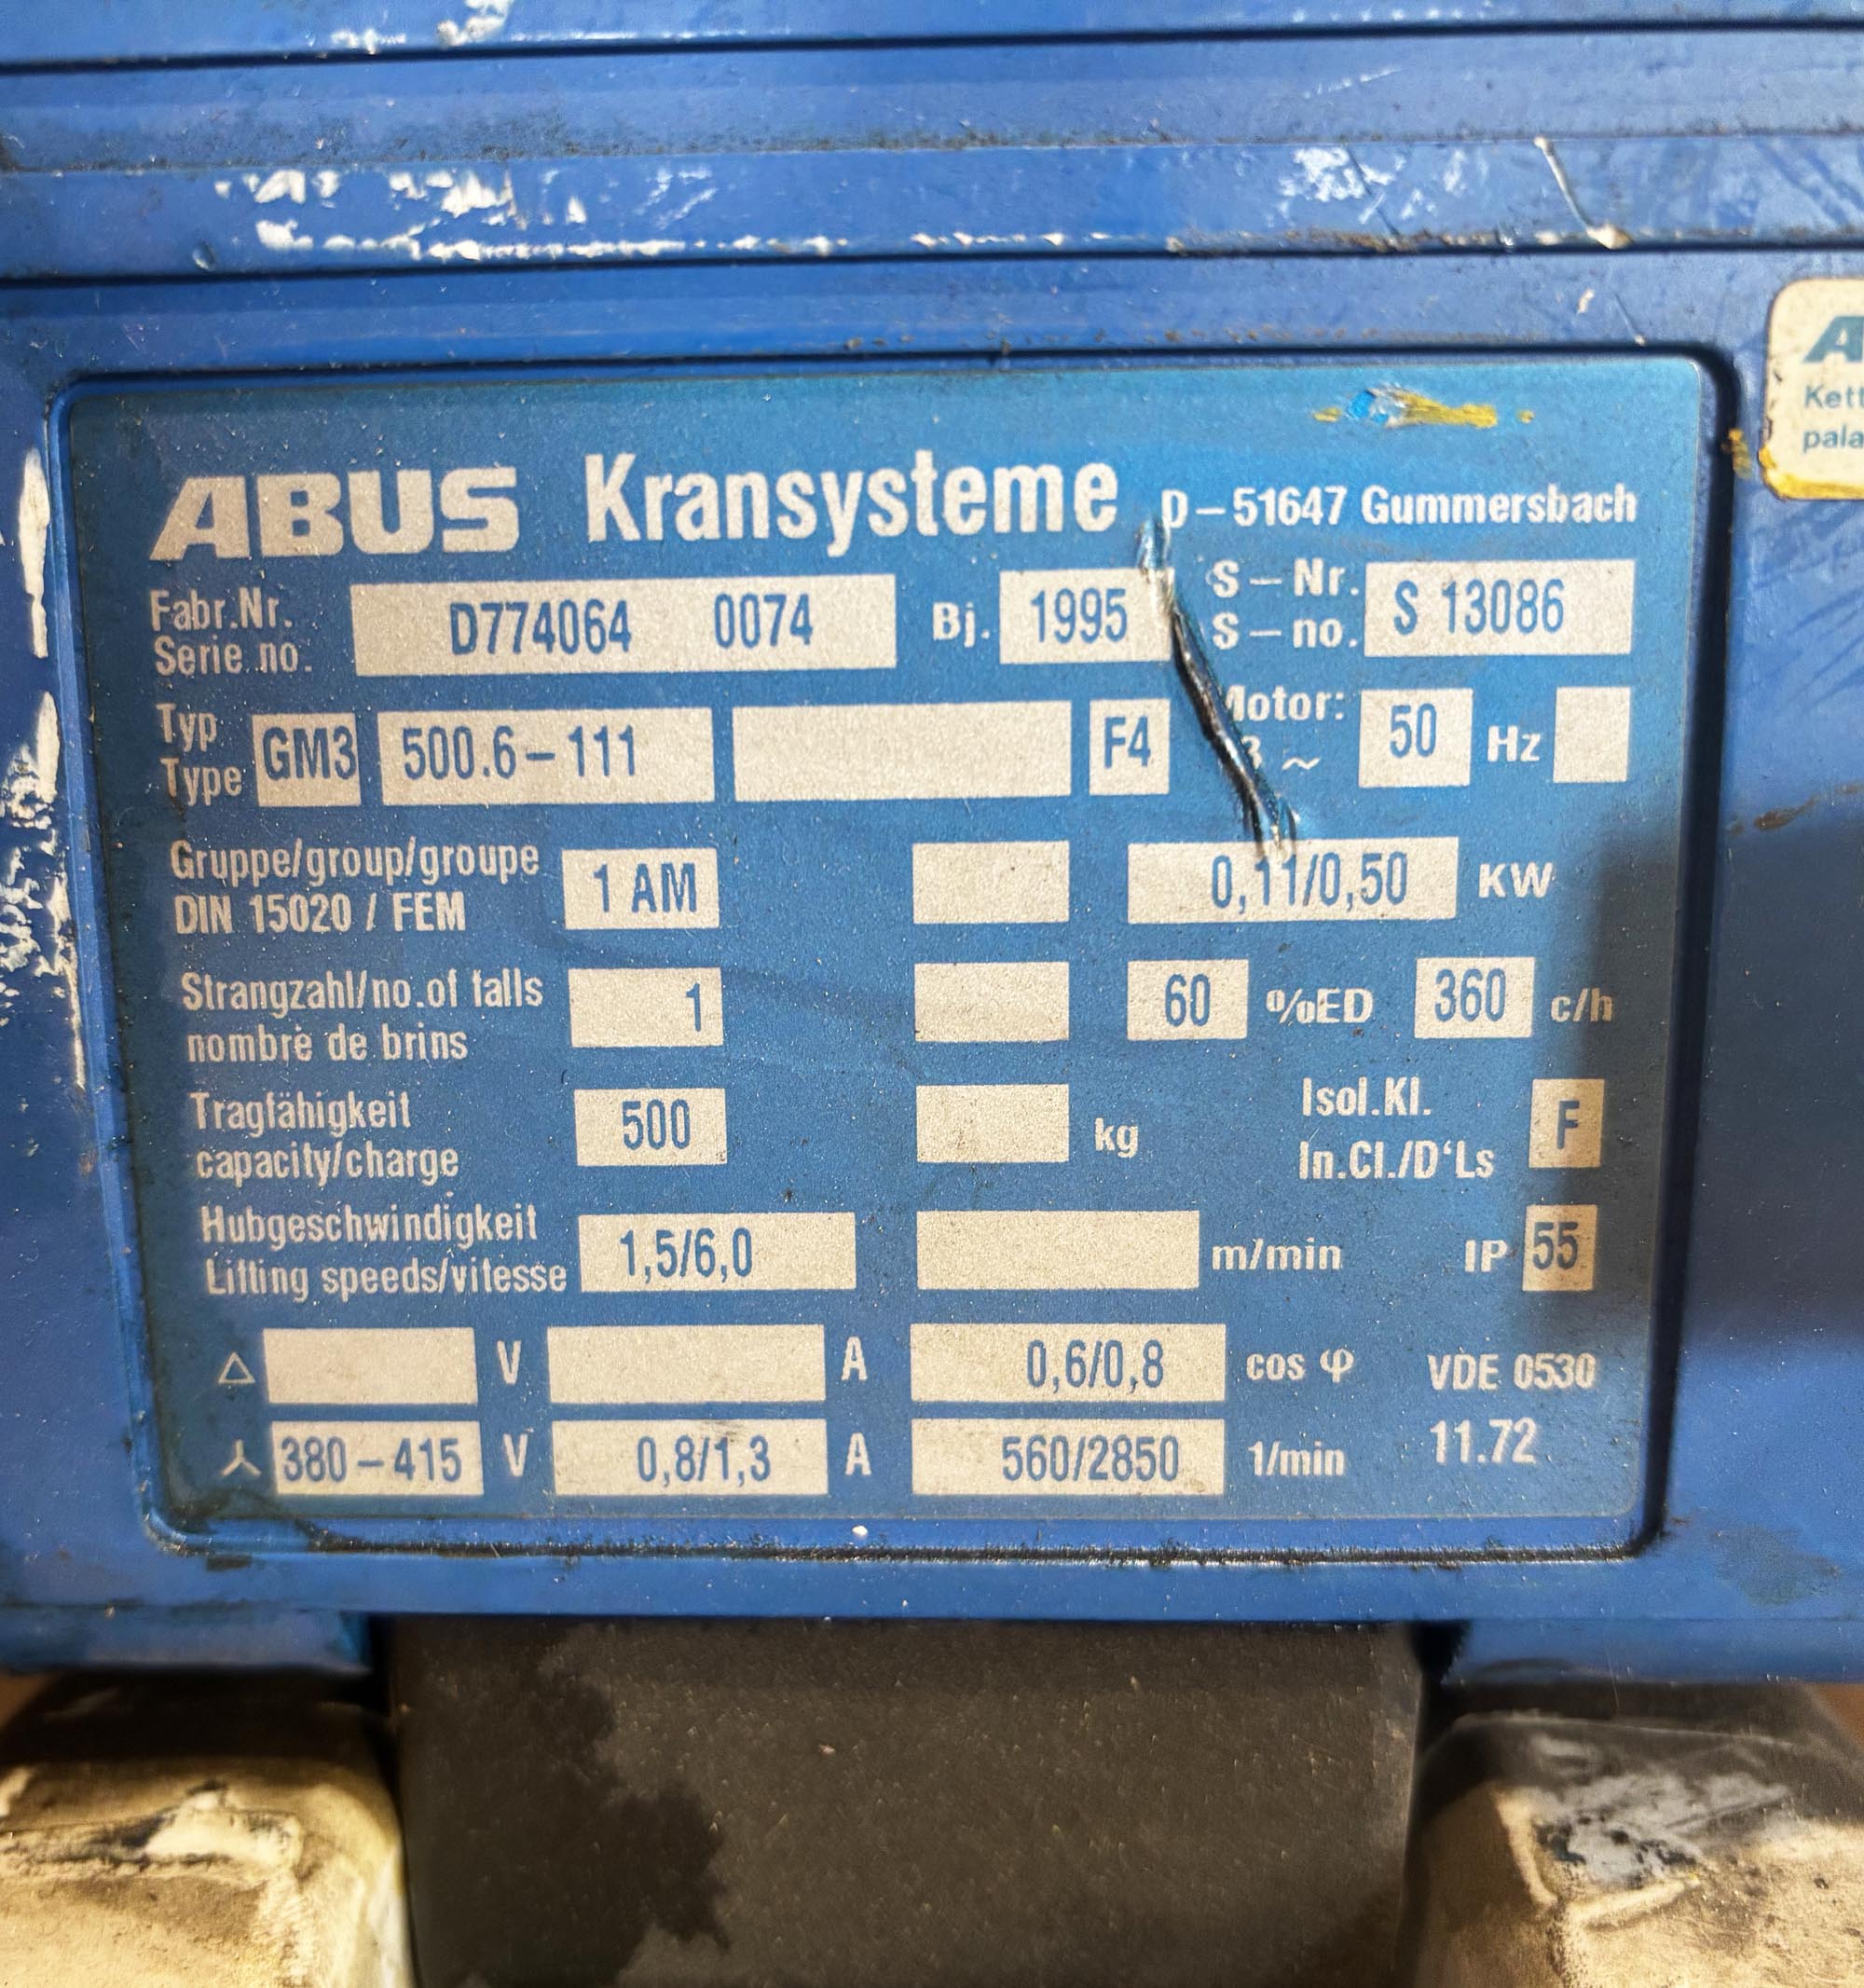 ABUS Kransysteme D-51647 Gummersbach
Fabr.Nr. Serie no. D774064 0074 Bj. 1995 S-Nr. S-no. S 13086
Typ Type GM3 500.6-111 F4 Motor: 3 ~ 50 Hz
Gruppe/group/groupe DIN 15020 / FEM 1 AM 0,11/0,50 KW
Strangzahl/no.of falls nombre de brins 1 60 %ED 360 c/h
Tragfähigkeit capacity/charge 500 kg Isol.Kl. In.Cl./D'Ls F
Hubgeschwindigkeit Lifting speeds/vitesse 1,5/6,0 m/min IP 55
△ V A 0,6/0,8 cos φ VDE 0530
380-415 V 0,8/1,3 A 560/2850 1/min 11.72